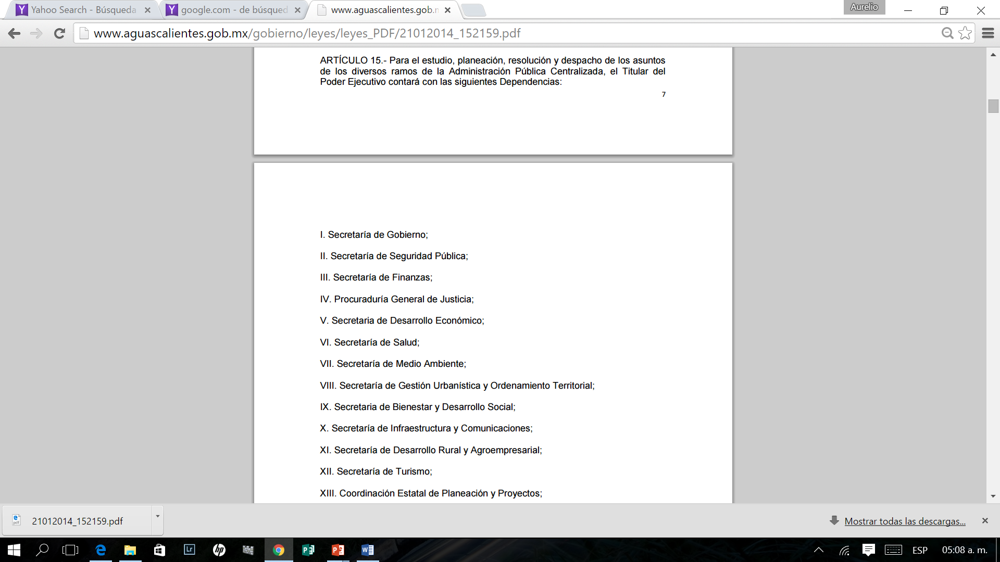 Yahoo Search - Búsqueda
google.com - de búsqued
www.aguascalientes.gob.m
Aurelio
www.aguascalientes.gob.mx/gobierno/leyes/leyes_PDF/21012014_152159.pdf
ARTÍCULO 15.- Para el estudio, planeación, resolución y despacho de los asuntos
de los diversos ramos de la Administración Pública Centralizada, el Titular del
Poder Ejecutivo contará con las siguientes Dependencias:
7
I. Secretaría de Gobierno;
II. Secretaría de Seguridad Pública;
III. Secretaría de Finanzas;
IV. Procuraduría General de Justicia;
V. Secretaria de Desarrollo Económico;
VI. Secretaría de Salud;
VII. Secretaría de Medio Ambiente;
VIII. Secretaría de Gestión Urbanística y Ordenamiento Territorial;
IX. Secretaria de Bienestar y Desarrollo Social;
X. Secretaría de Infraestructura y Comunicaciones;
XI. Secretaría de Desarrollo Rural y Agroempresarial;
XII. Secretaría de Turismo;
XIII. Coordinación Estatal de Planeación y Proyectos;
21012014_152159.pdf
Mostrar todas las descargas...
ESP
05:08 a. m.